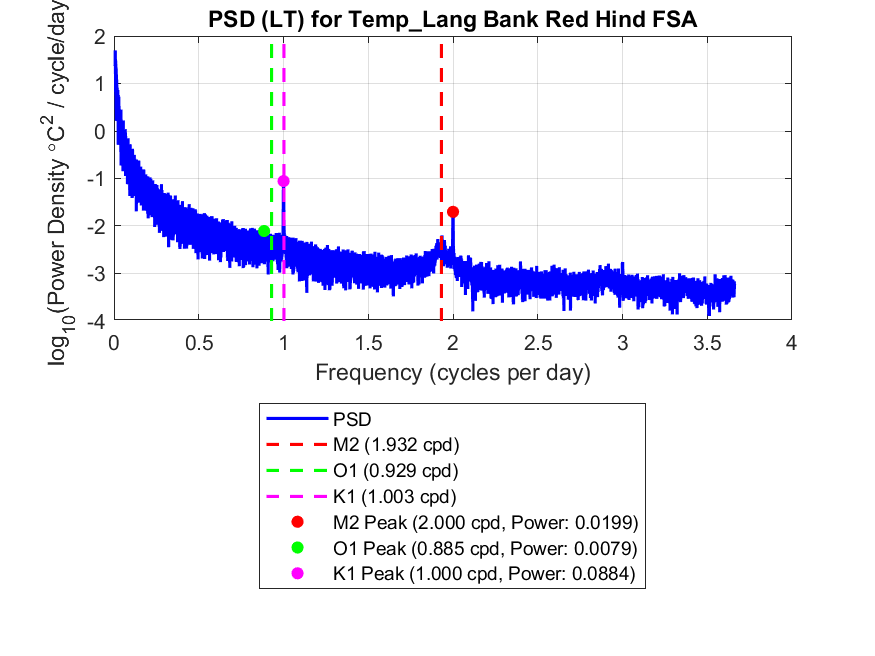 PSD (LT) for Temp_Lang Bank Red Hind FSA
log10(Power Density °C2 / cycle/day
2
1
0
-1
-2
-3
-4
0 0.5 1 1.5 2 2.5 3 3.5 4
Frequency (cycles per day)
PSD
M2 (1.932 cpd)
O1 (0.929 cpd)
K1 (1.003 cpd)
M2 Peak (2.000 cpd, Power: 0.0199)
O1 Peak (0.885 cpd, Power: 0.0079)
K1 Peak (1.000 cpd, Power: 0.0884)